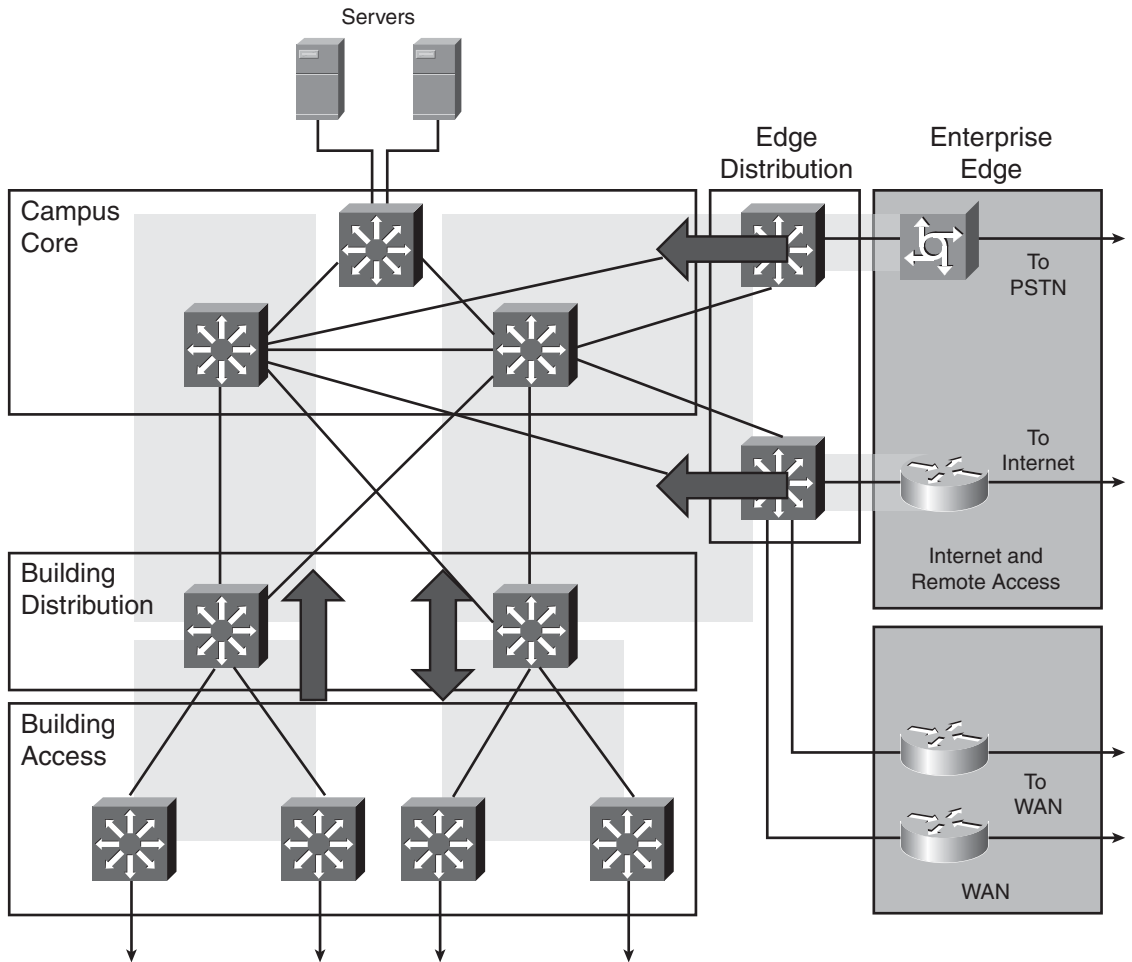 Servers
Edge
Distribution
Enterprise
Edge
Campus
Core
To
PSTN
To
Internet
Internet and
Remote Access
Building
Distribution
Building
Access
To
WAN
WAN